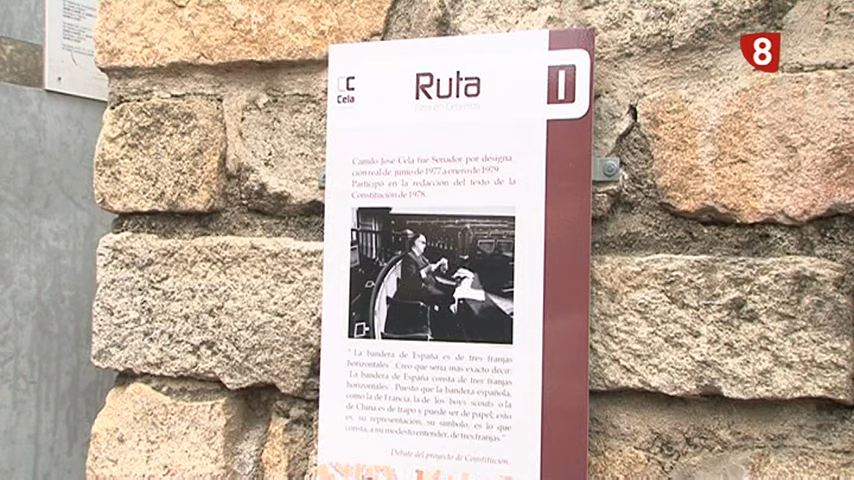 8
CC
Cela
Ruta
Cela en Cebreros
I
Camilo José Cela fue Senador por designa
ción real de junio de 1977 a enero de 1979.
Participó en la redacción del texto de la
Constitución de 1978.
" La bandera de España es de tres franjas
horizontales". Creo que sería más exacto decir:
"La bandera de España consta de tres franjas
horizontales". Puesto que la bandera española,
como la de Francia, la de los boys scouts o la
de China es de trapo y puede ser de papel; esto
es, su representación, su símbolo, es lo que
consta, a mi modesto entender, de tres franjas."
Debate del proyecto de Constitución.